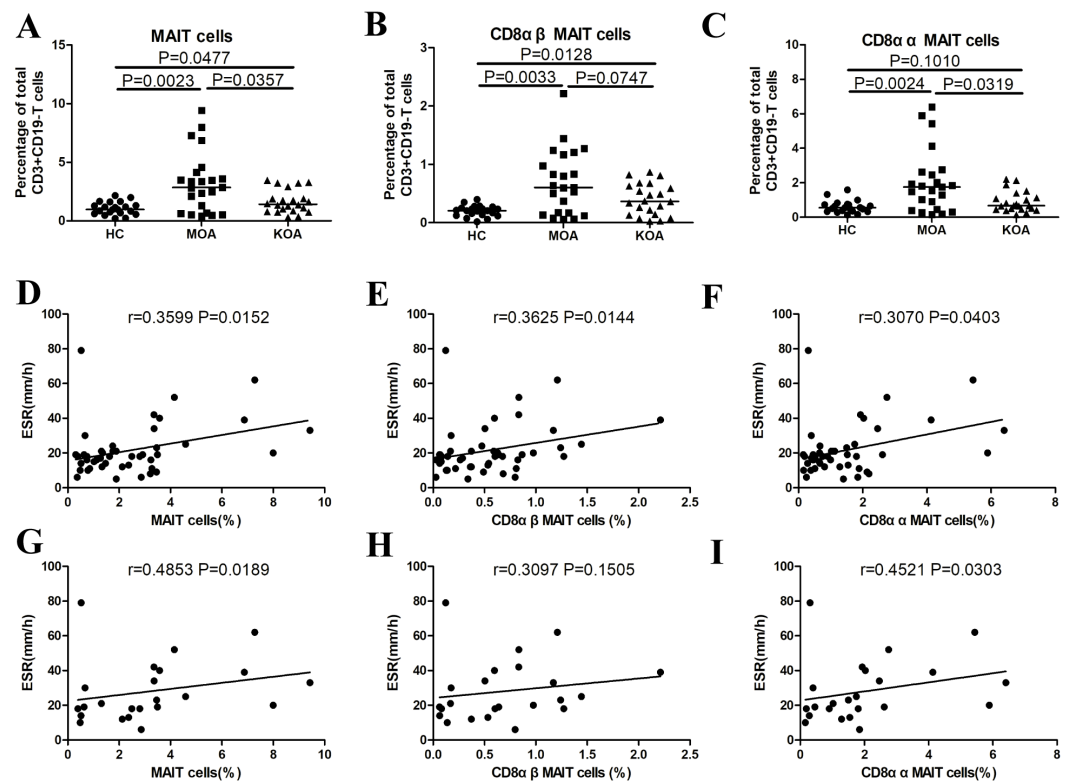 A
MAIT cells
P=0.0477
P=0.0023
P=0.0357
Percentage of total
CD3+CD19-T cells
15
10
5
0
HC
MOA
KOA
B
CD8α β MAIT cells
P=0.0128
P=0.0033
P=0.0747
Percentage of total
CD3+CD19-T cells
3
2
1
0
HC
MOA
KOA
C
CD8α α MAIT cells
P=0.1010
P=0.0024
P=0.0319
Percentage of total
CD3+CD19-T cells
10
8
6
4
2
0
HC
MOA
KOA
D
r=0.3599 P=0.0152
ESR(mm/h)
100
80
60
40
20
0
0 2 4 6 8 10
MAIT cells(%)
E
r=0.3625 P=0.0144
ESR(mm/h)
100
80
60
40
20
0
0.0 0.5 1.0 1.5 2.0 2.5
CD8α β MAIT cells (%)
F
r=0.3070 P=0.0403
ESR(mm/h)
100
80
60
40
20
0
0 2 4 6 8
CD8α α MAIT cells(%)
G
r=0.4853 P=0.0189
ESR(mm/h)
100
80
60
40
20
0
0 2 4 6 8 10
MAIT cells(%)
H
r=0.3097 P=0.1505
ESR(mm/h)
100
80
60
40
20
0
0.0 0.5 1.0 1.5 2.0 2.5
CD8α β MAIT cells(%)
I
r=0.4521 P=0.0303
ESR(mm/h)
100
80
60
40
20
0
0 2 4 6 8
CD8α α MAIT cells(%)